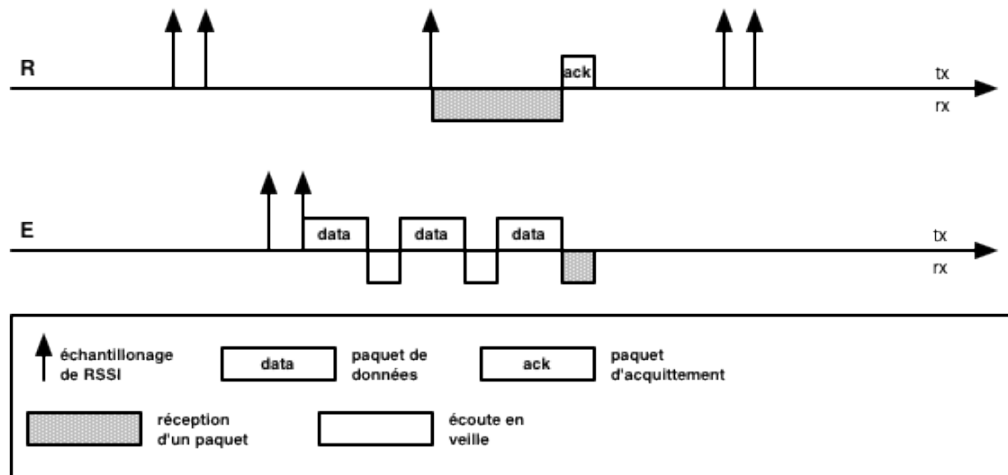 R
ack
tx
rx
E
data
data
data
tx
rx
échantillonage
de RSSI
data
paquet de
données
ack
paquet
d'acquittement
réception
d'un paquet
écoute en
veille